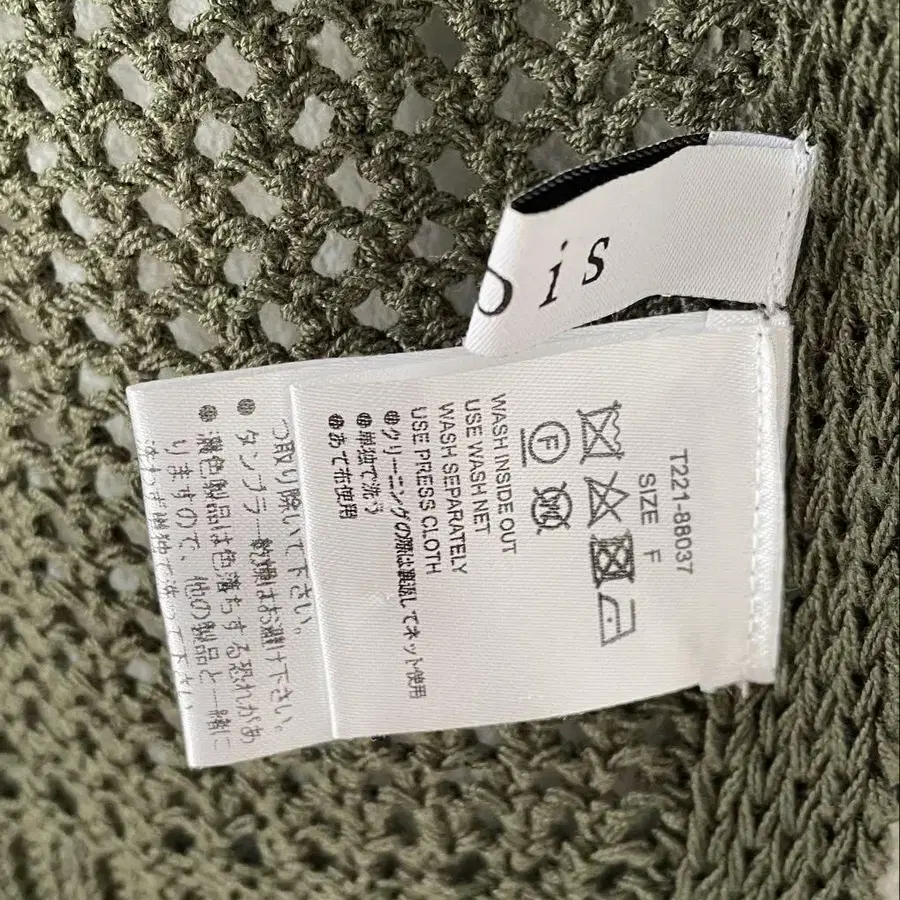 is
T221-88037
SIZE F
F
W
WASH INSIDE OUT
USE WASH NET
WASH SEPARATELY
USE PRESS CLOTH
●クリーニングの際は裏返してネット使用
●単独で洗う
●あて布使用
つ取り除いて下さい。
● タンブラー乾燥はお避け下さい。
● 濃色製品は色落ちする恐れがあ
りますので、他の製品と一緒に